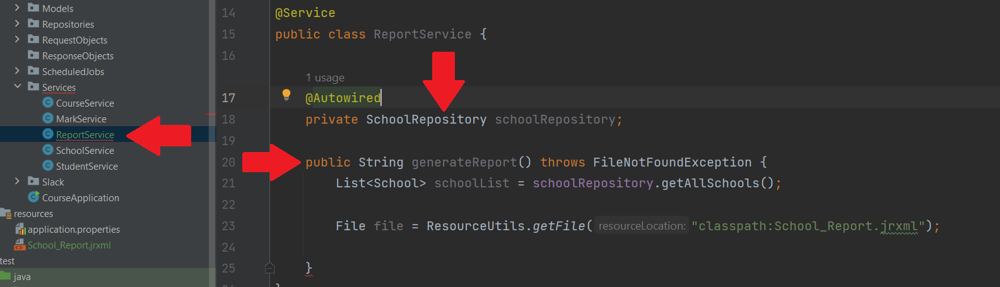 Models
Repositories
RequestObjects
ResponseObjects
ScheduledJobs
Services
CourseService
MarkService
ReportService
SchoolService
StudentService
Slack
CourseApplication
resources
application.properties
School_Report.jrxml
test
java
14 @Service
15 public class ReportService {
16
1 usage
17 @Autowired
18 private SchoolRepository schoolRepository;
19
20 public String generateReport() throws FileNotFoundException {
21 List<School> schoolList = schoolRepository.getAllSchools();
22
23 File file = ResourceUtils.getFile( resourceLocation: "classpath:School_Report.jrxml");
24
25 }